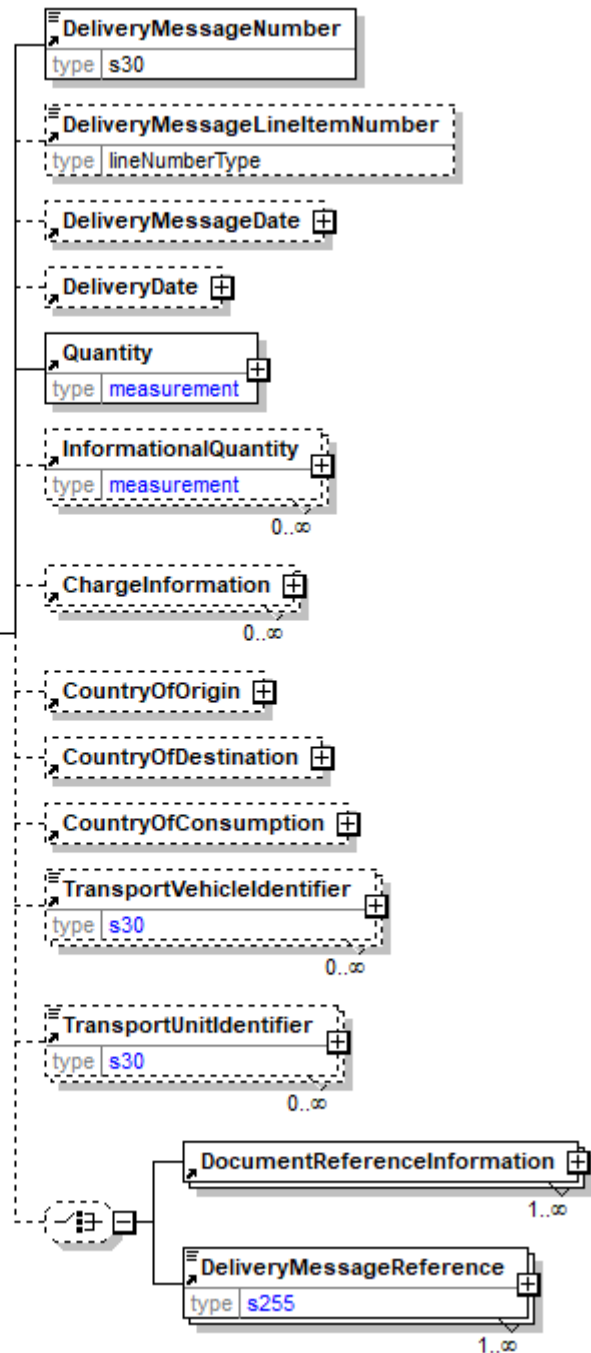 DeliveryMessageNumber
type s30
DeliveryMessageLineItemNumber
type lineNumberType
DeliveryMessageDate
DeliveryDate
Quantity
type measurement
InformationalQuantity
type measurement
0..∞
ChargeInformation
0..∞
CountryOfOrigin
CountryOfDestination
CountryOfConsumption
TransportVehicleIdentifier
type s30
0..∞
TransportUnitIdentifier
type s30
0..∞
DocumentReferenceInformation
1..∞
DeliveryMessageReference
type s255
1..∞